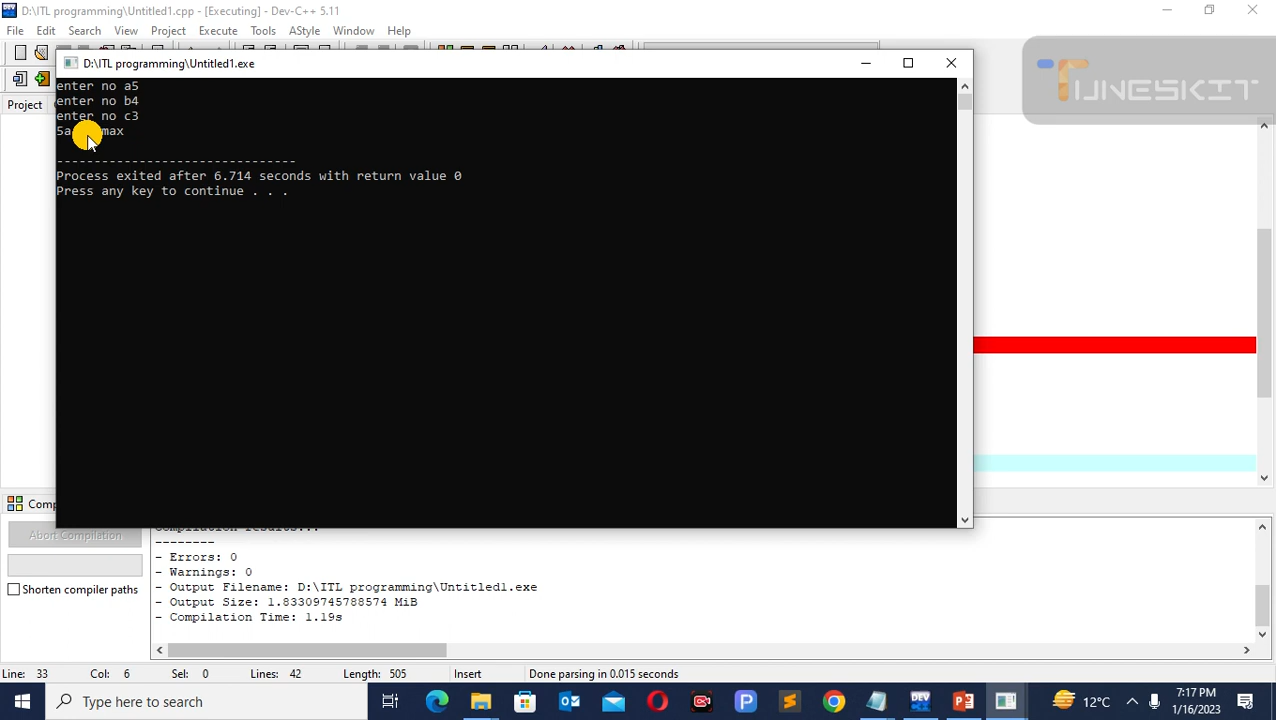 D:\ITL programming\Untitled1.cpp - [Executing] - Dev-C++ 5.11
File Edit Search View Project Execute Tools AStyle Window Help
D:\ITL programming\Untitled1.exe
TUNESKIT
Project
enter no a5
enter no b4
enter no c3
max
--------------------------------
Process exited after 6.714 seconds with return value 0
Press any key to continue . . .
Abort Compilation
Shorten compiler paths
--------
- Errors: 0
- Warnings: 0
- Output Filename: D:\ITL programming\Untitled1.exe
- Output Size: 1.83309745788574 MiB
- Compilation Time: 1.19s
Line: 33 Col: 6 Sel: 0 Lines: 42 Length: 505 Insert Done parsing in 0.015 seconds
Type here to search
DEV
12°C
7:17 PM
1/16/2023